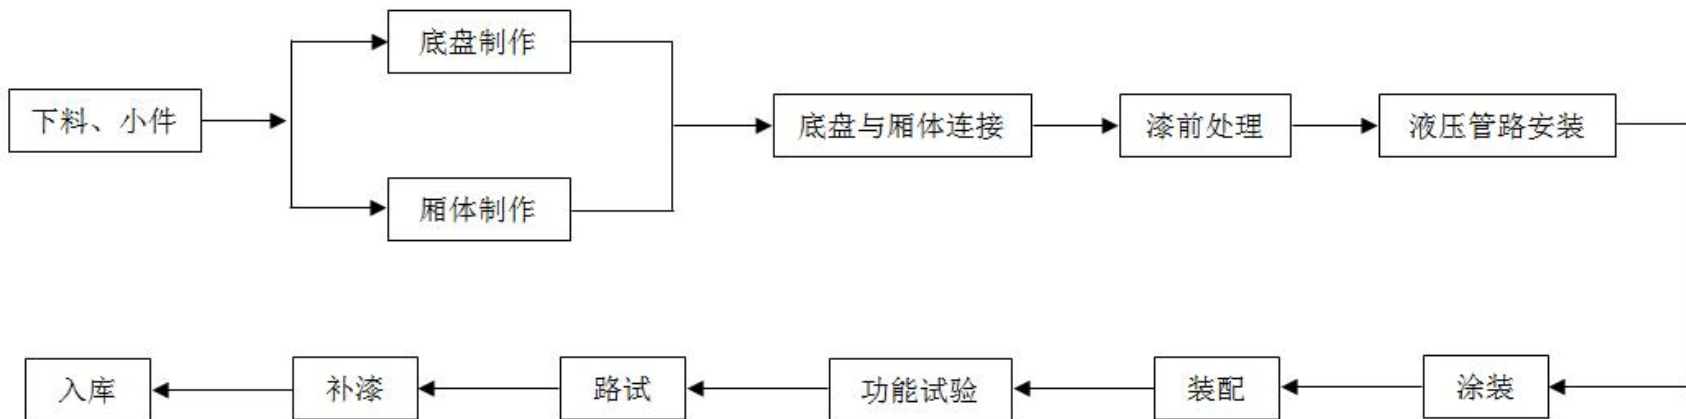 下料、小件
底盘制作
厢体制作
底盘与厢体连接
漆前处理
液压管路安装
涂装
装配
功能试验
路试
补漆
入库